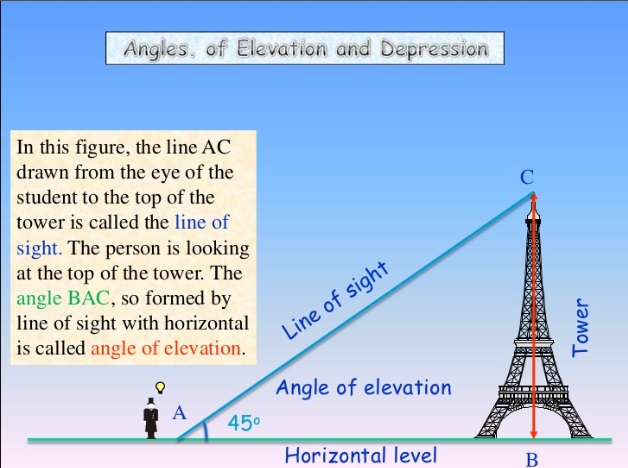 Angles. of Elevation and Depression
In this figure, the line AC
drawn from the eye of the
student to the top of the
tower is called the line of
sight. The person is looking
at the top of the tower. The
angle BAC, so formed by
line of sight with horizontal
is called angle of elevation.
C
Line of sight
Tower
Angle of elevation
A
45°
Horizontal level
B